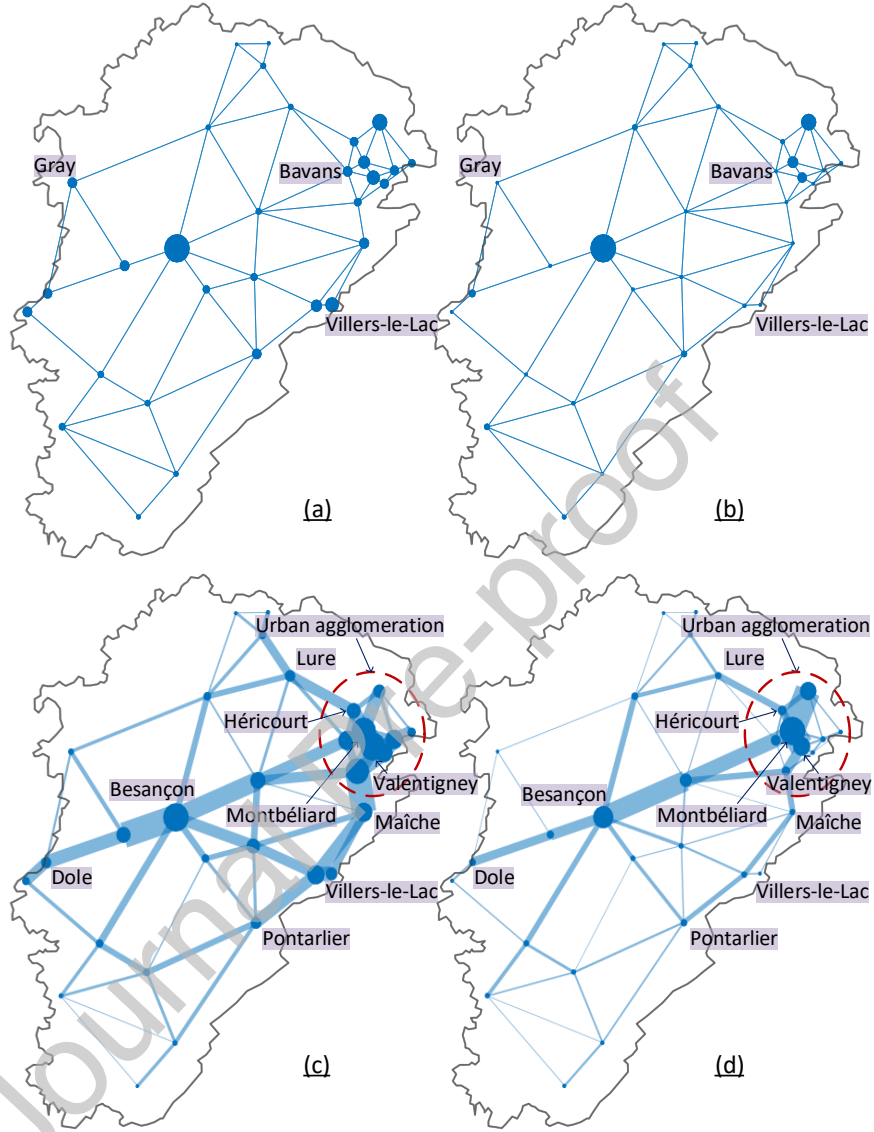 Gray
Bavans
Villers-le-Lac
(a)
Gray
Bavans
Villers-le-Lac
(b)
Urban agglomeration
Lure
Héricourt
Besançon
Valentigney
Montbéliard
Maîche
Dole
Villers-le-Lac
Pontarlier
(c)
Urban agglomeration
Lure
Héricourt
Besançon
Valentigney
Montbéliard
Maîche
Dole
Villers-le-Lac
Pontarlier
(d)
Journal Pre-proof